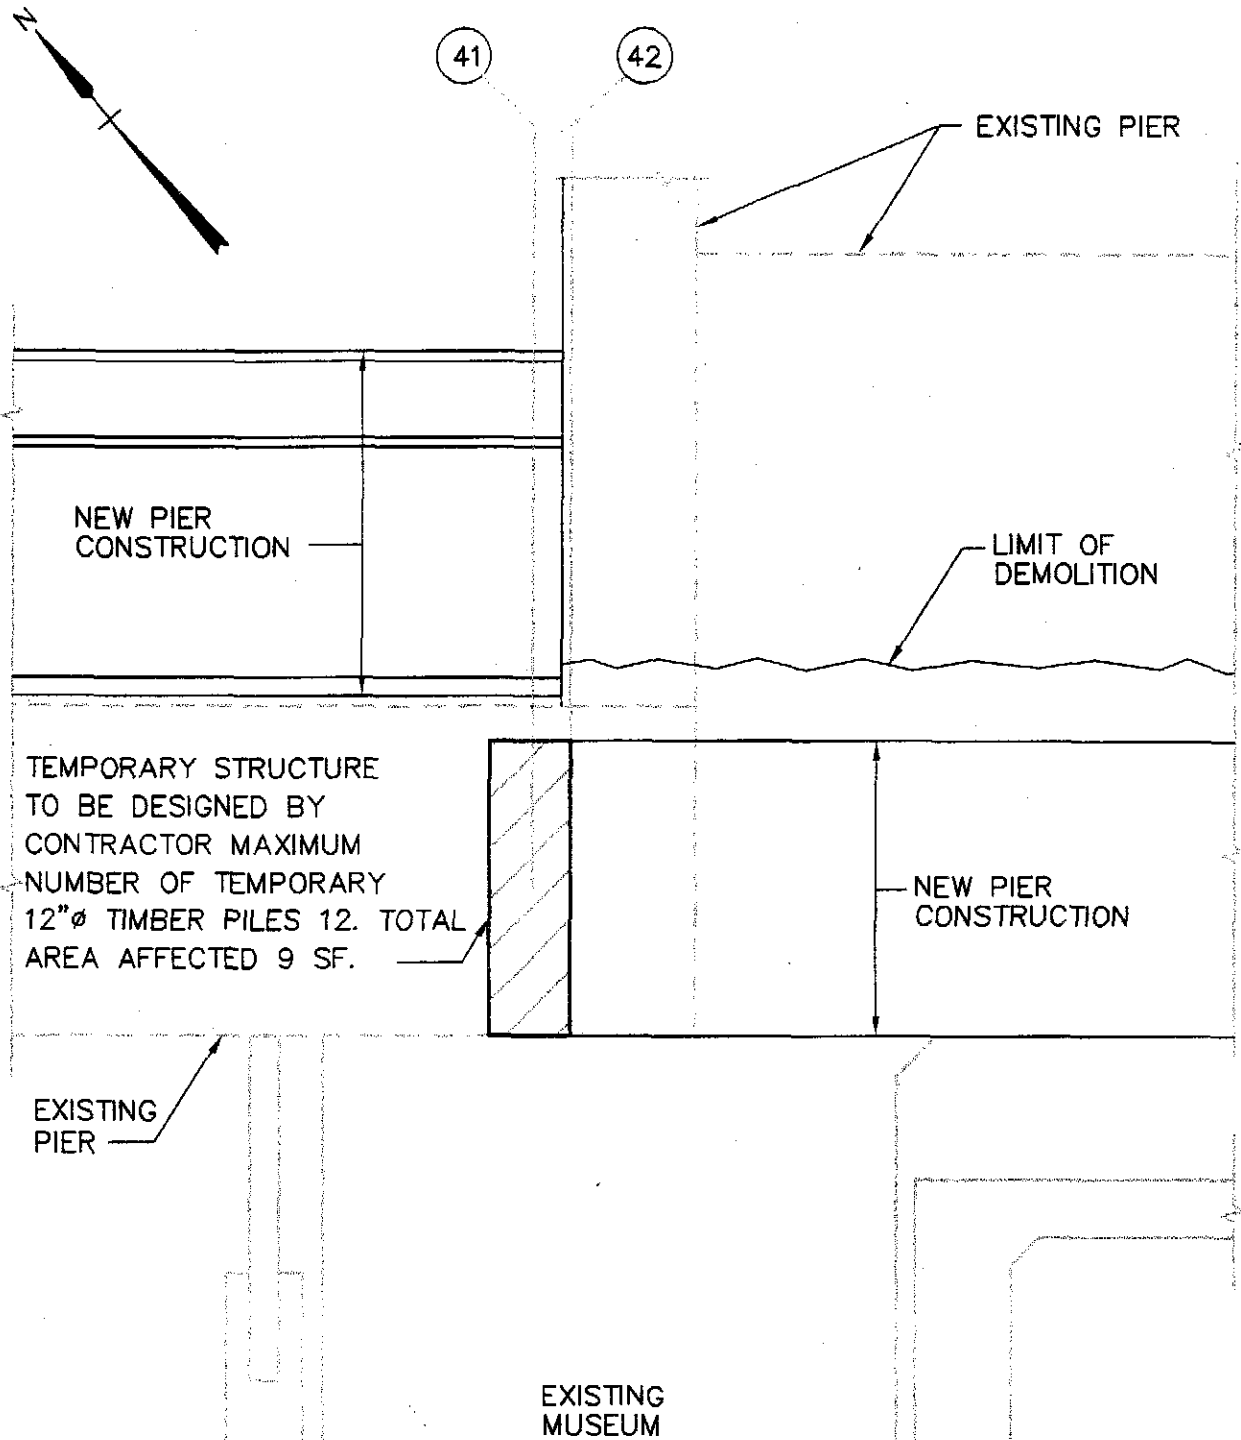 N
41
42
EXISTING PIER
NEW PIER
CONSTRUCTION
LIMIT OF
DEMOLITION
TEMPORARY STRUCTURE
TO BE DESIGNED BY
CONTRACTOR MAXIMUM
NUMBER OF TEMPORARY
12"ø TIMBER PILES 12. TOTAL
AREA AFFECTED 9 SF.
NEW PIER
CONSTRUCTION
EXISTING
PIER
EXISTING
MUSEUM